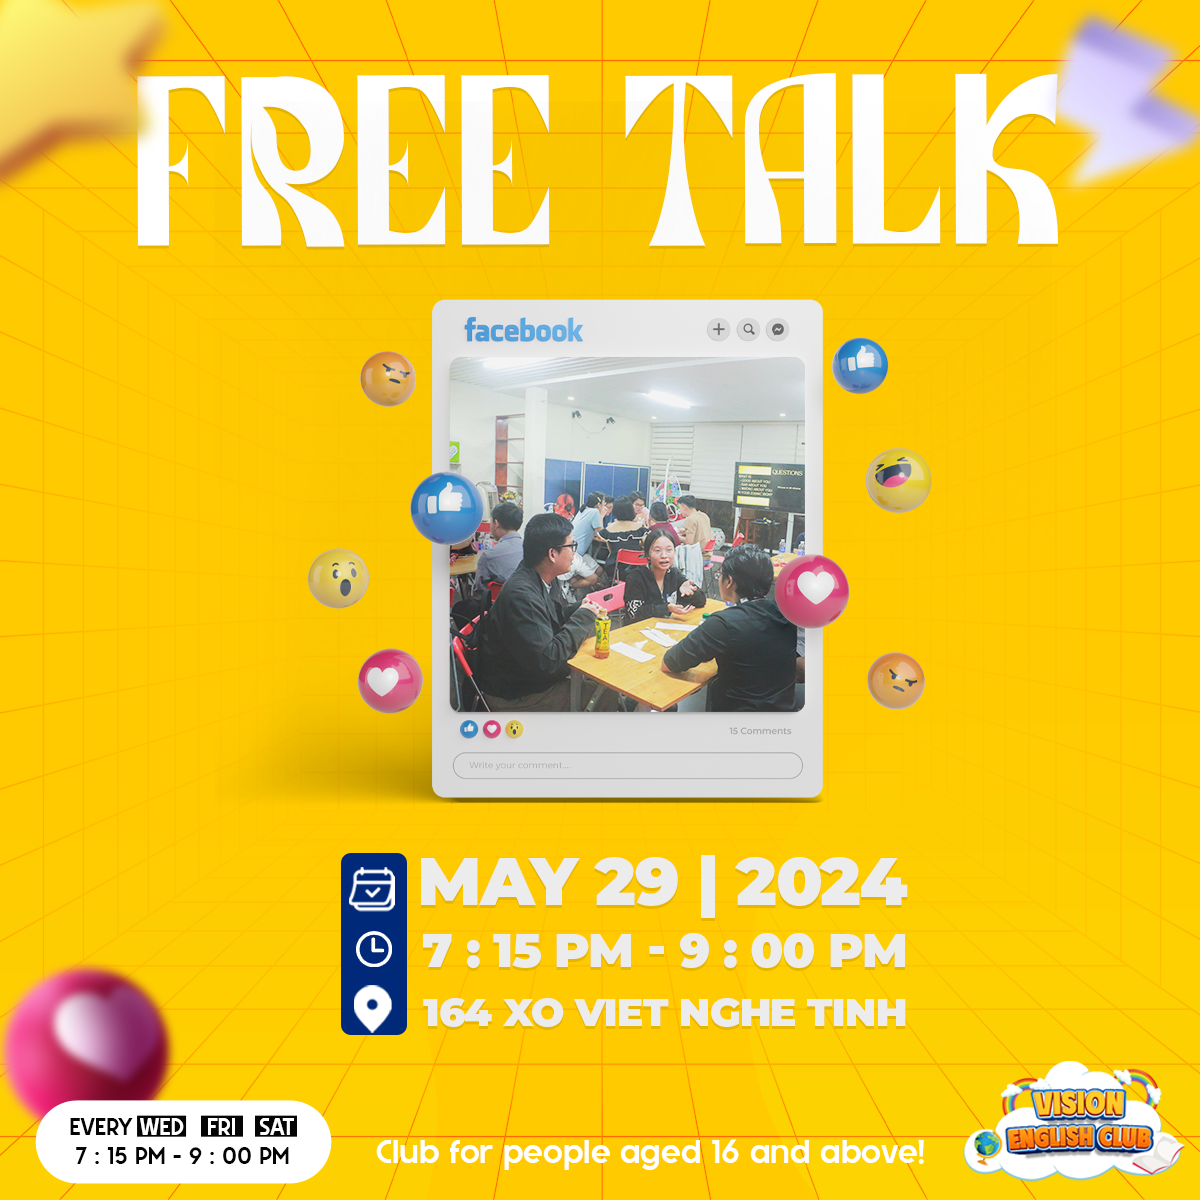 FREE TALK
facebook
QUESTIONS
15 Comments
Write your comment....
MAY 29 | 2024
7 : 15 PM - 9 : 00 PM
164 XO VIET NGHE TINH
EVERY WED FRI SAT
7 : 15 PM - 9 : 00 PM
Club for people aged 16 and above!
VISION
ENGLISH CLUB